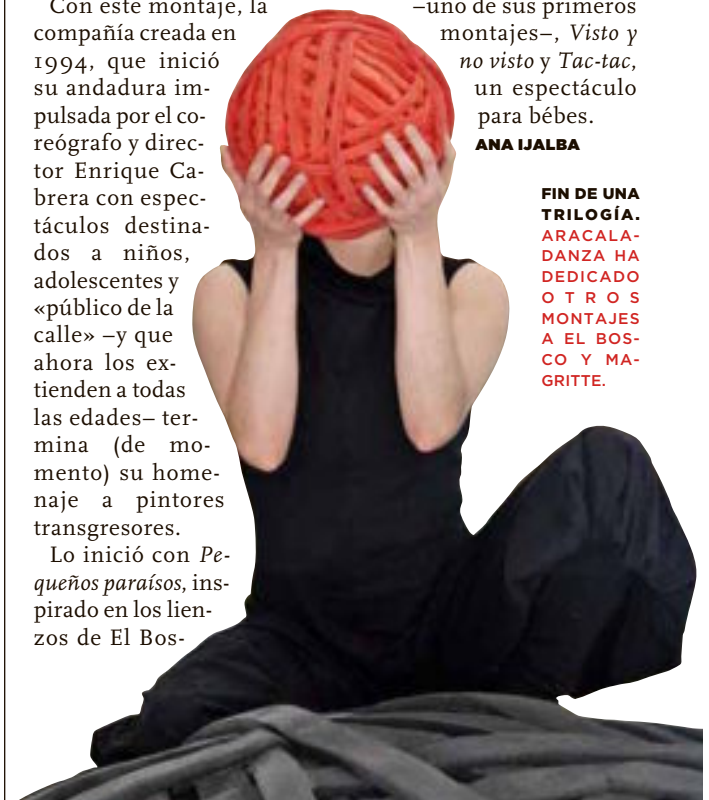 Con este montaje, la
compañía creada en
1994, que inició
su andadura im-
pulsada por el co-
reógrafo y direc-
tor Enrique Ca-
brera con espec-
táculos destina-
dos a niños,
adolescentes y
«público de la
calle» –y que
ahora los ex-
tienden a todas
las edades– ter-
mina (de mo-
mento) su home-
naje a pintores
transgresores.
Lo inició con Pe-
queños paraísos, ins-
pirado en los lien-
zos de El Bos-
–uno de sus primeros
montajes–, Visto y
no visto y Tac-tac,
un espectáculo
para bébes.
ANA IJALBA
FIN DE UNA
TRILOGÍA.
ARACALA-
DANZA HA
DEDICADO
OTROS
MONTAJES
A EL BOS-
CO Y MA-
GRITTE.